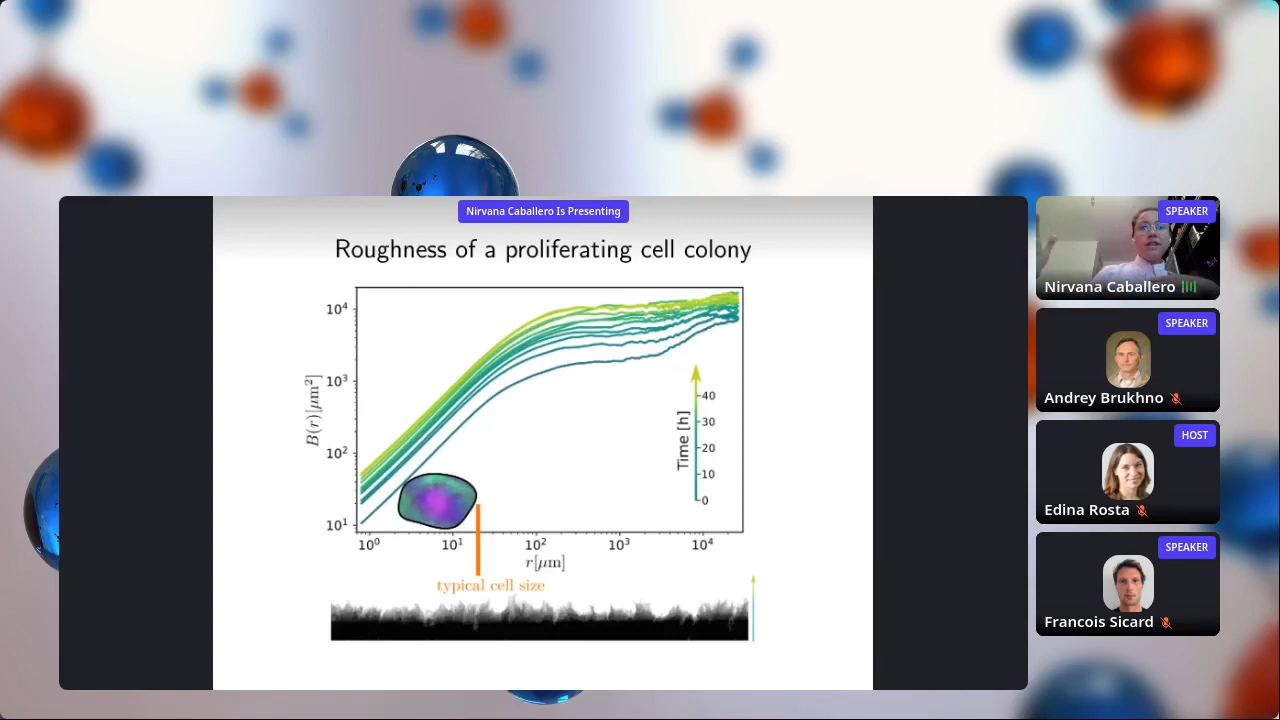 Nirvana Caballero Is Presenting
Roughness of a proliferating cell colony
10⁴
10³
10²
10¹
B(r)[μm²]
10⁰ 10¹ 10² 10³ 10⁴
r[μm]
Time [h]
40
30
20
10
0
typical cell size
SPEAKER
Nirvana Caballero
SPEAKER
Andrey Brukhno
HOST
Edina Rosta
SPEAKER
Francois Sicard